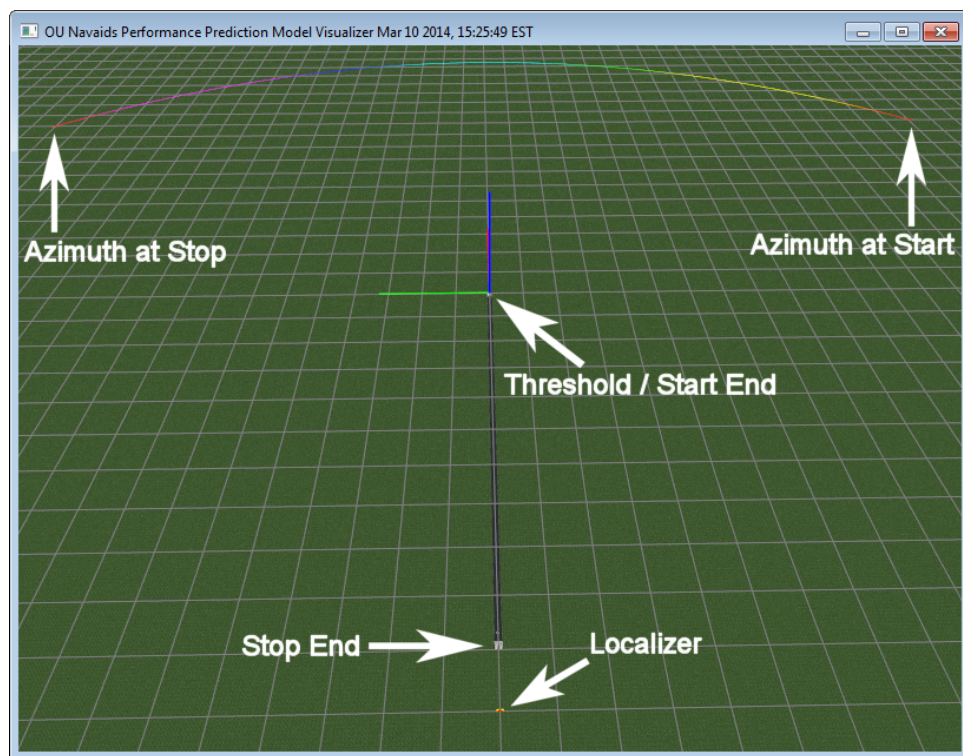 OU Navaids Performance Prediction Model Visualizer Mar 10 2014, 15:25:49 EST
Azimuth at Stop
Azimuth at Start
Threshold / Start End
Stop End
Localizer